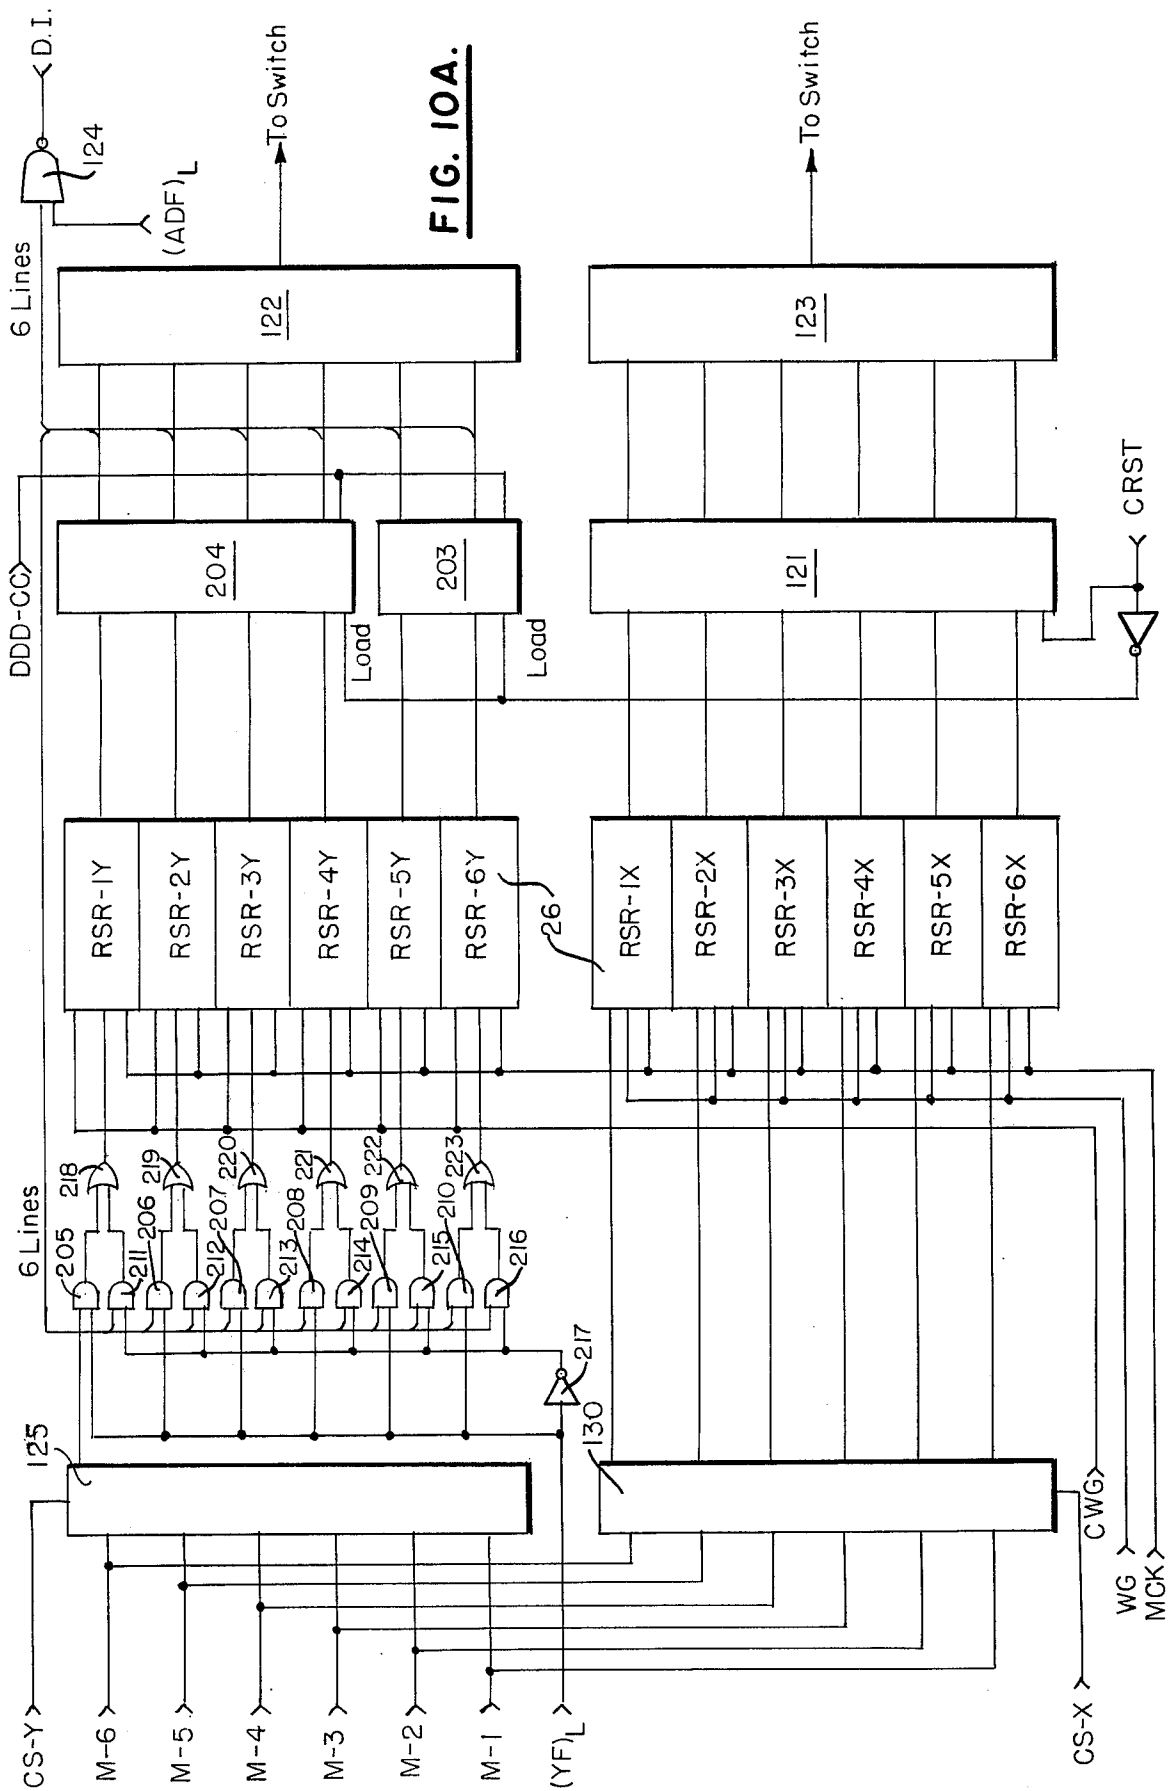 CS-Y
M-6
M-5
M-4
M-3
M-2
M-1
(YF)L
CS-X
125
130
217
6 Lines
205
211
206
212
207
213
208
214
209
215
210
216
218
219
220
221
222
223
CWG
WG
MCK
RSR-1Y
RSR-2Y
RSR-3Y
RSR-4Y
RSR-5Y
RSR-6Y
26
RSR-1X
RSR-2X
RSR-3X
RSR-4X
RSR-5X
RSR-6X
DDD-CC
204
Load
203
Load
121
CRST
6 Lines
122
123
(ADF)L
124
D.I.
To Switch
To Switch
FIG. 10A.